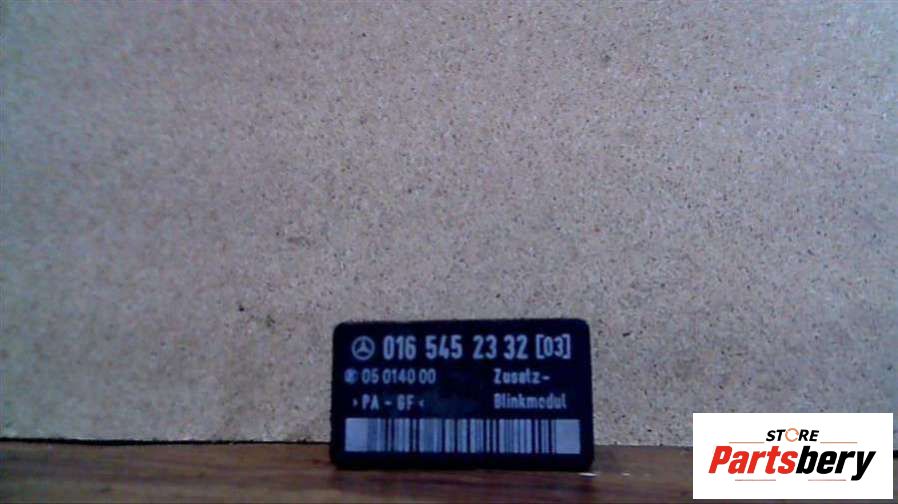 016 545 23 32 [03]
05 0140 00 Zusatz-
>PA - GF< Blinkmodul
STORE
Partsbery